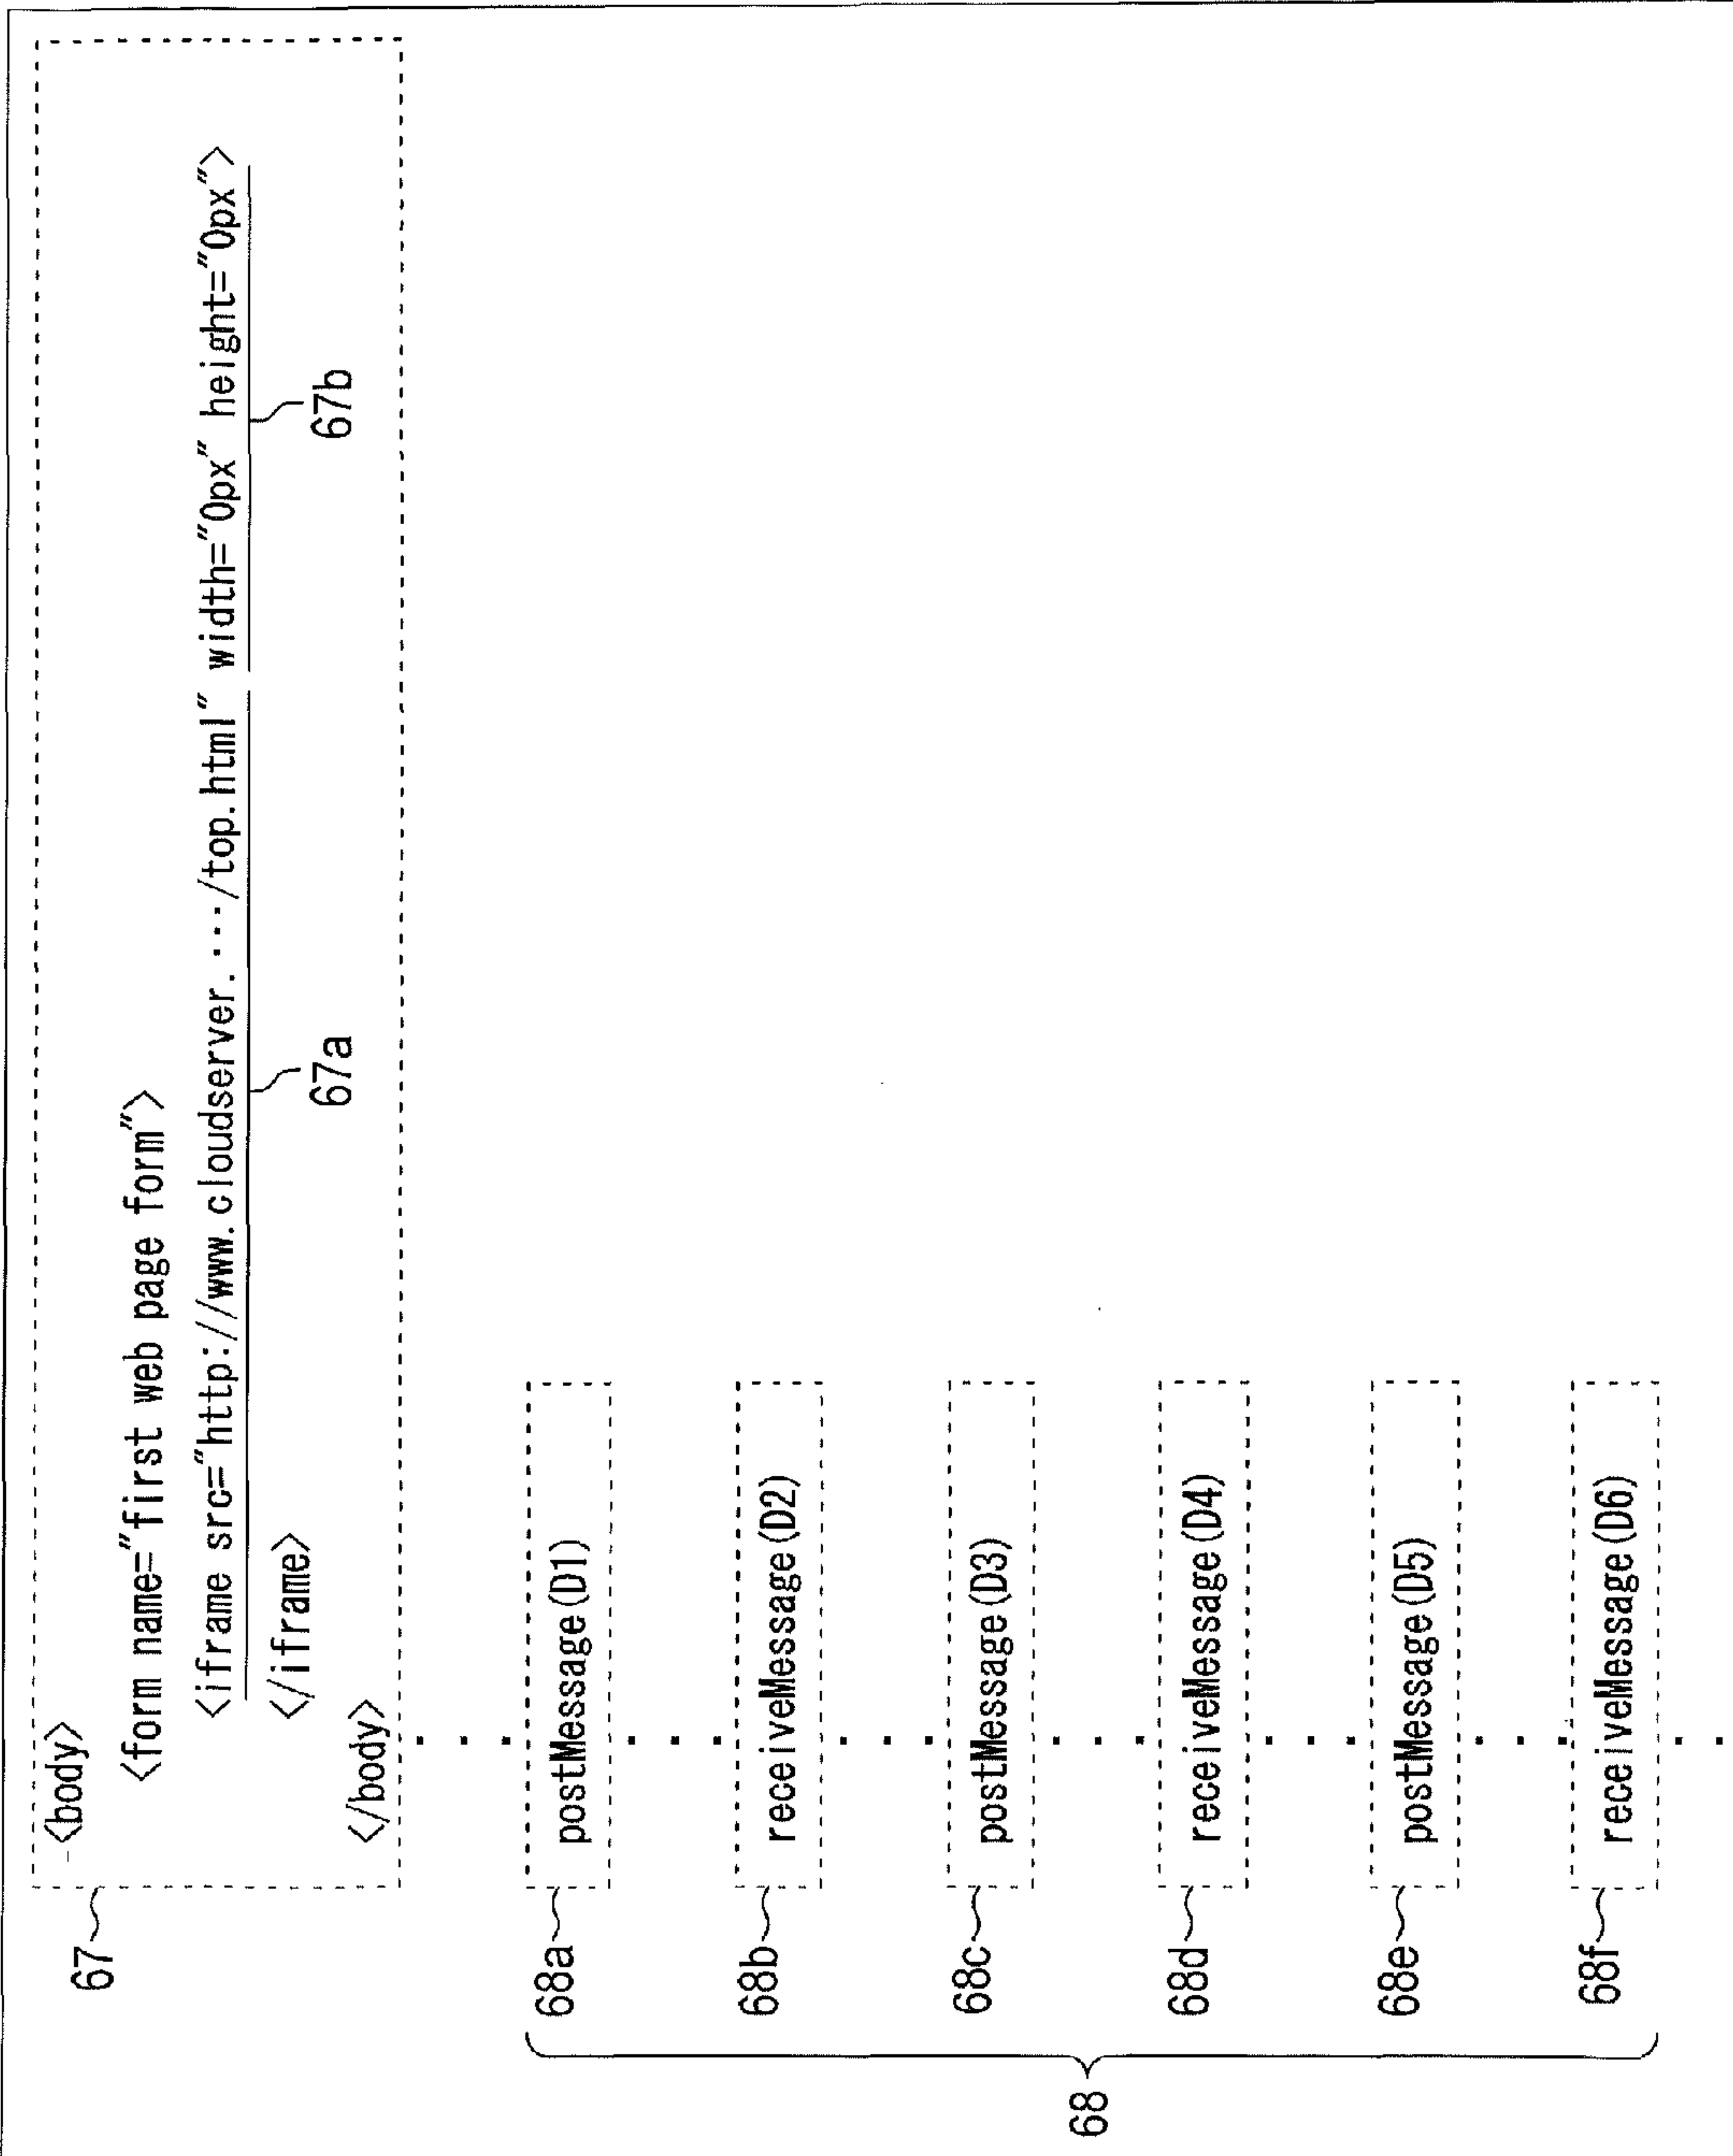 67
<body>
<form name="first web page form">
<iframe src="http://www.cloudserver.···/top.html" width="0px" height="0px">
67a 67b
</iframe>
</body>
68
68a postMessage(D1)
68b receiveMessage(D2)
68c postMessage(D3)
68d receiveMessage(D4)
68e postMessage(D5)
68f receiveMessage(D6)